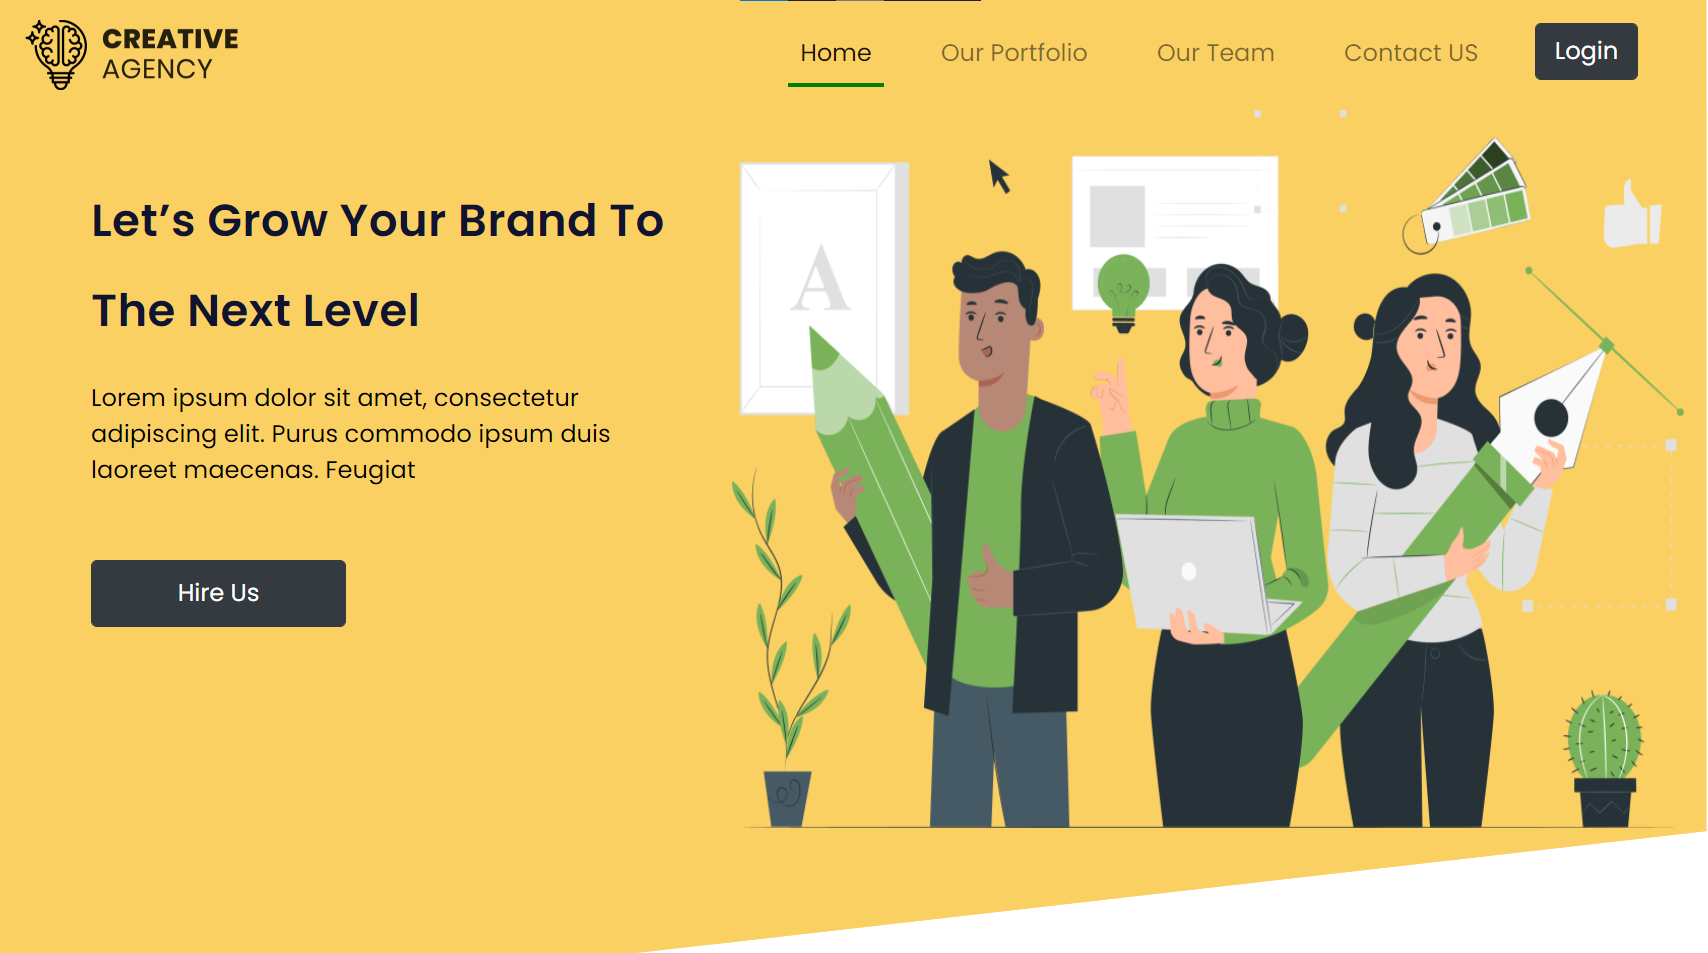 CREATIVE
AGENCY
Home
Our Portfolio
Our Team
Contact US
Login
Let’s Grow Your Brand To
The Next Level
Lorem ipsum dolor sit amet, consectetur
adipiscing elit. Purus commodo ipsum duis
laoreet maecenas. Feugiat
Hire Us
A